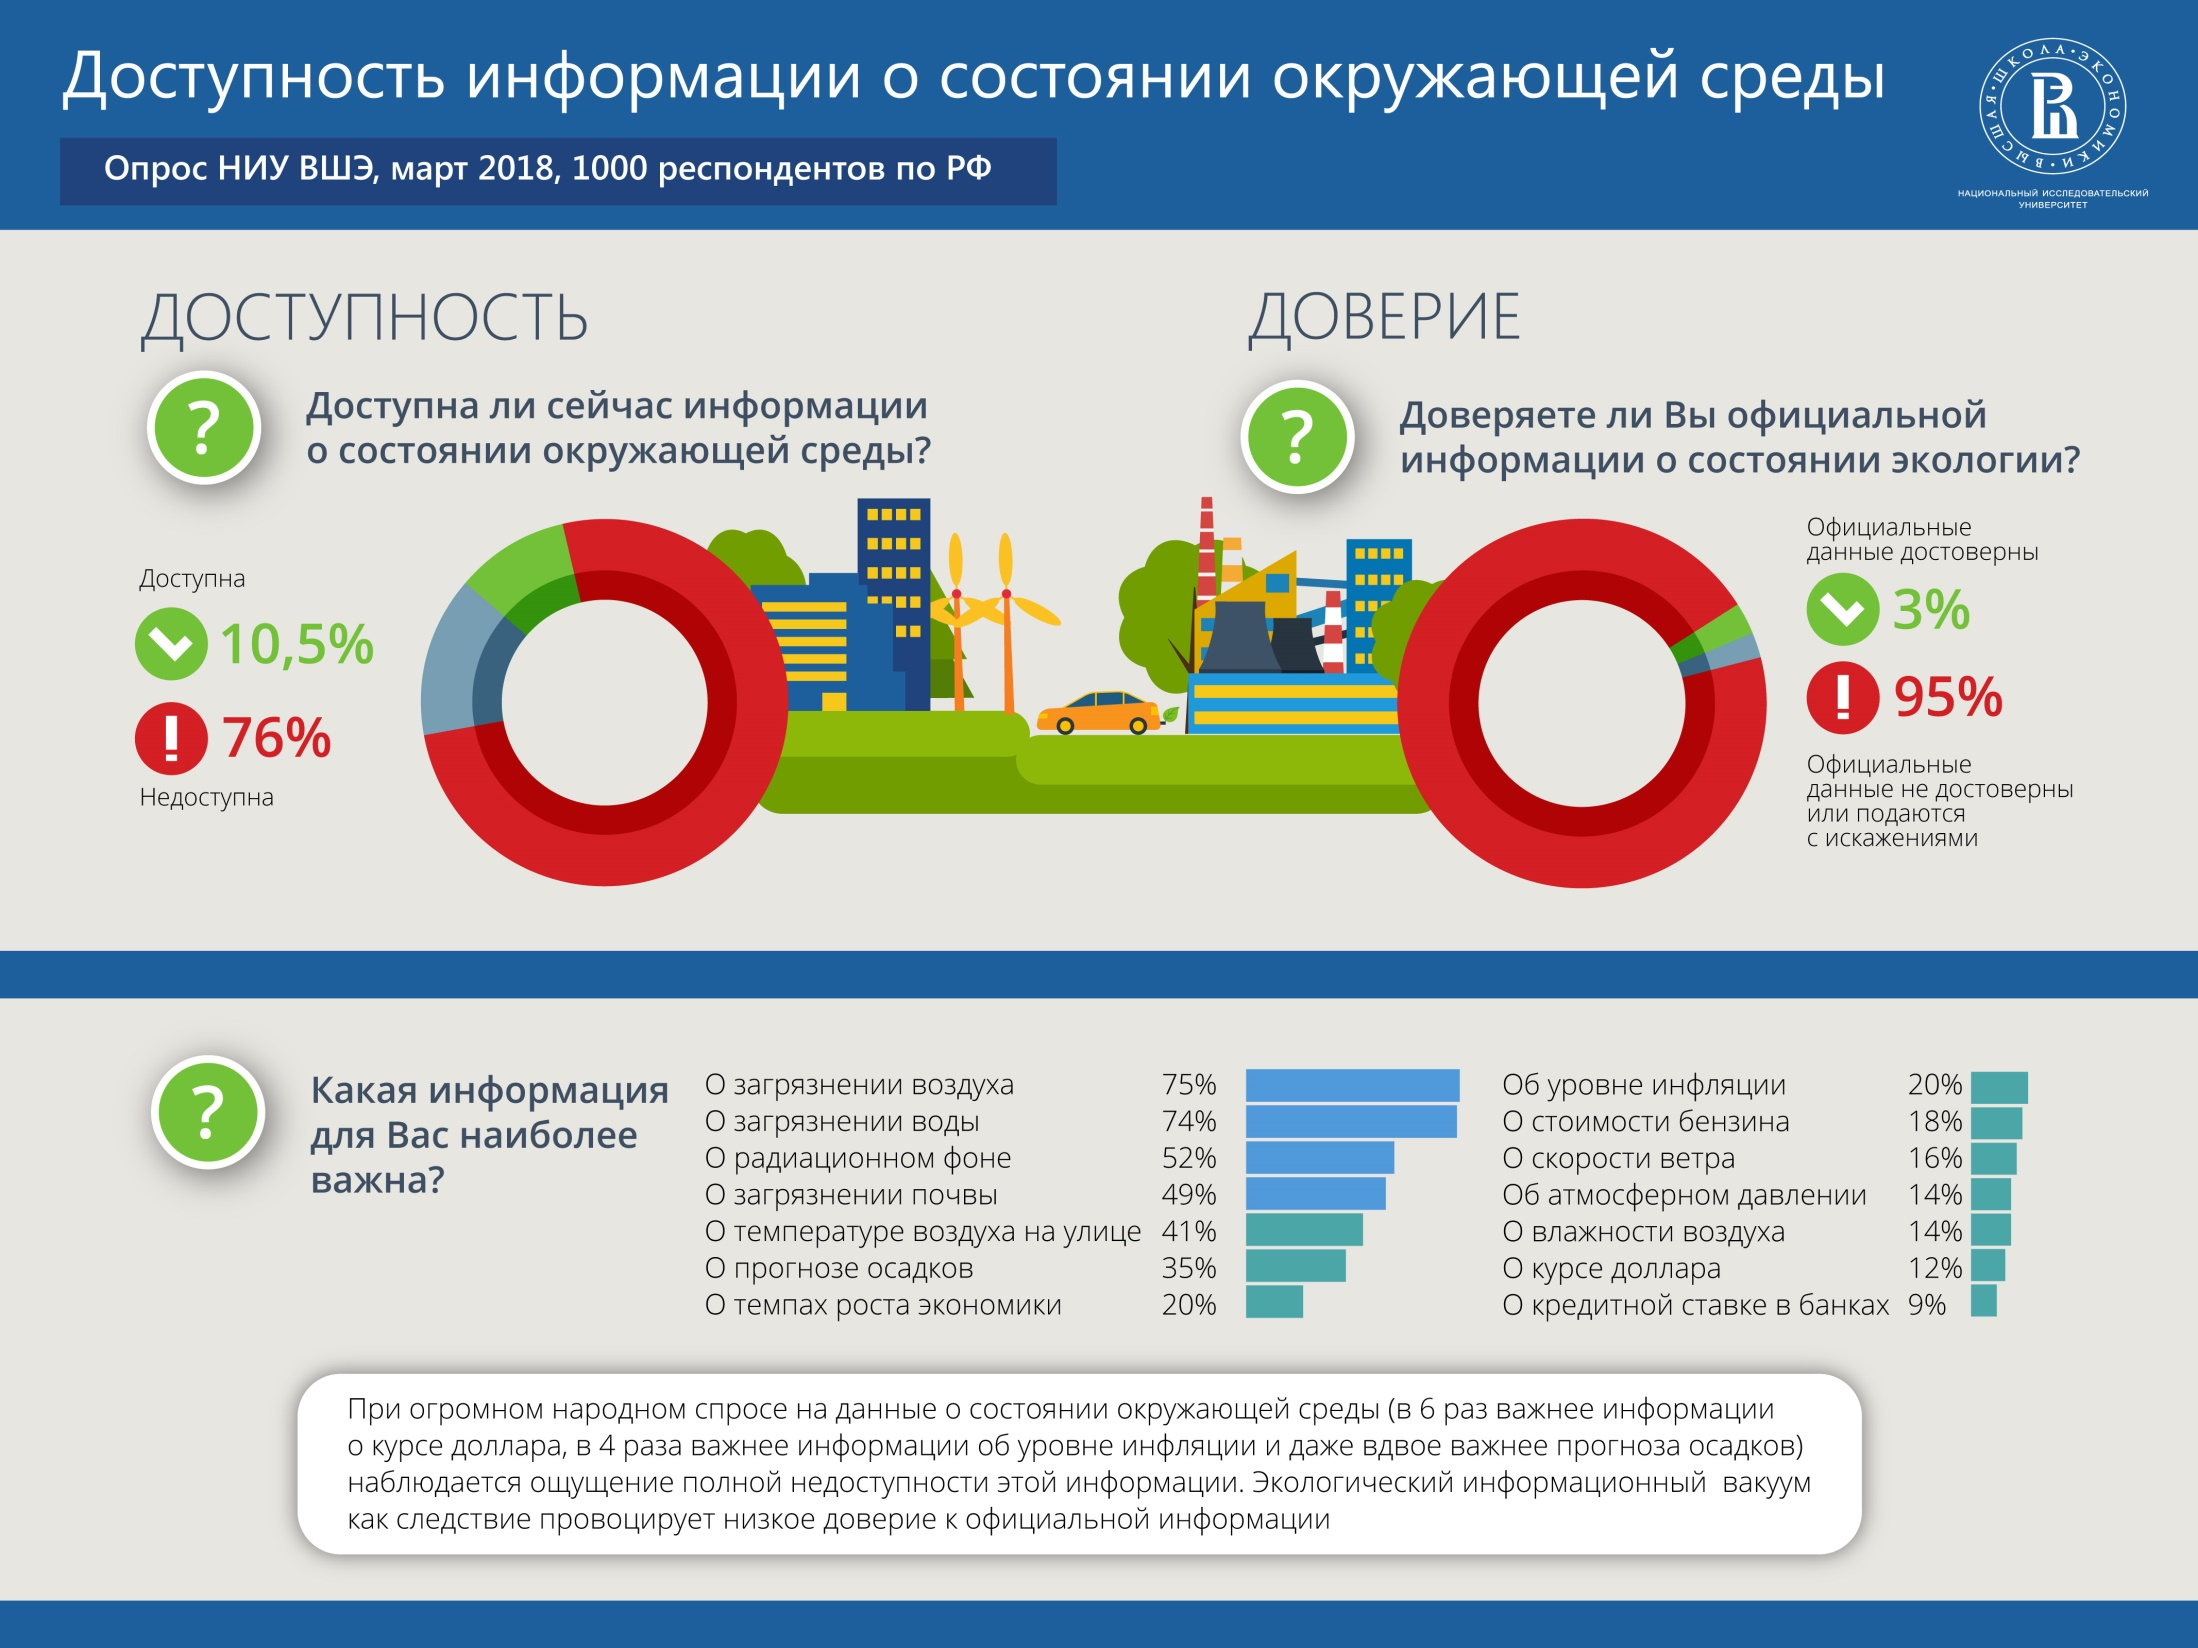 Доступность информации о состоянии окружающей среды
Опрос НИУ ВШЭ, март 2018, 1000 респондентов по РФ
ВЫСШАЯ • ШКОЛА • ЭКОНОМИКИ •
НАЦИОНАЛЬНЫЙ ИССЛЕДОВАТЕЛЬСКИЙ
УНИВЕРСИТЕТ
ДОСТУПНОСТЬ
?
Доступна ли сейчас информации
о состоянии окружающей среды?
Доступна
10,5%
! 76%
Недоступна
ДОВЕРИЕ
?
Доверяете ли Вы официальной
информации о состоянии экологии?
Официальные
данные достоверны
3%
! 95%
Официальные
данные не достоверны
или подаются
с искажениями
?
Какая информация
для Вас наиболее
важна?
О загрязнении воздуха 75%
О загрязнении воды 74%
О радиационном фоне 52%
О загрязнении почвы 49%
О температуре воздуха на улице 41%
О прогнозе осадков 35%
О темпах роста экономики 20%
Об уровне инфляции 20%
О стоимости бензина 18%
О скорости ветра 16%
Об атмосферном давлении 14%
О влажности воздуха 14%
О курсе доллара 12%
О кредитной ставке в банках 9%
При огромном народном спросе на данные о состоянии окружающей среды (в 6 раз важнее информации
о курсе доллара, в 4 раза важнее информации об уровне инфляции и даже вдвое важнее прогноза осадков)
наблюдается ощущение полной недоступности этой информации. Экологический информационный вакуум
как следствие провоцирует низкое доверие к официальной информации